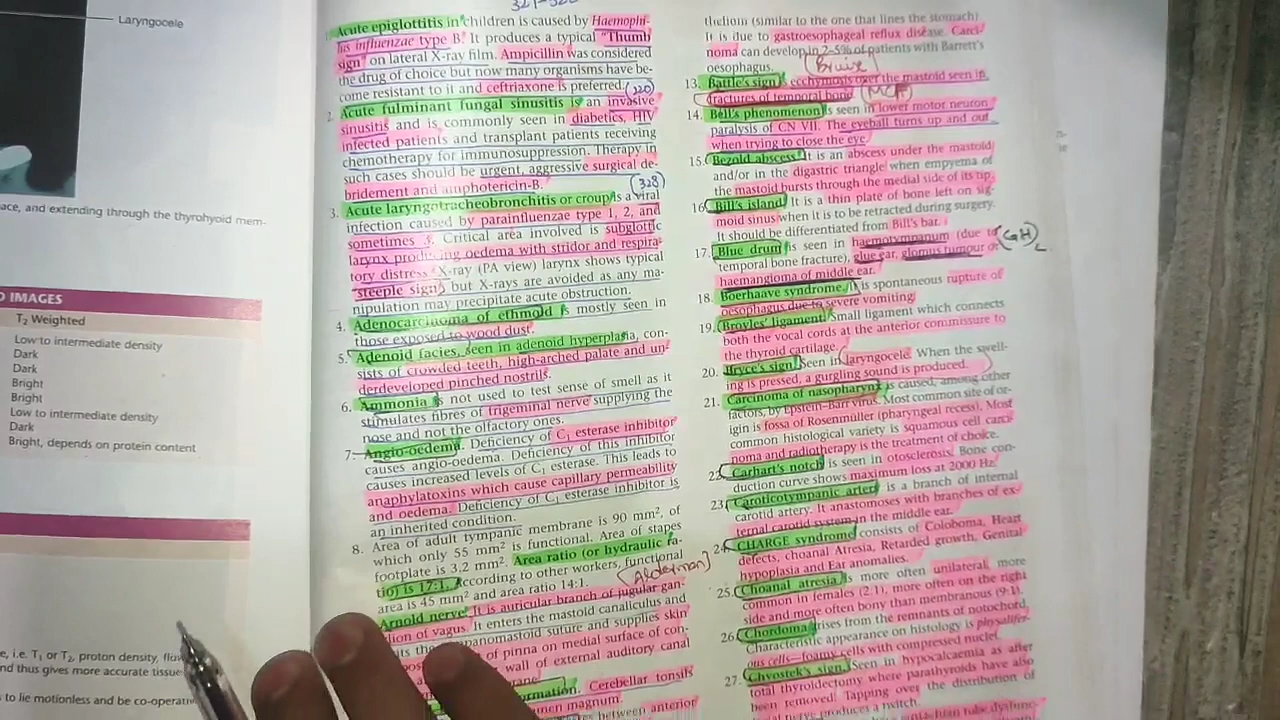 Laryngocele
ace, and extending through the thyrohyoid mem-
D IMAGES
T2 Weighted
Low to intermediate density
Dark
Dark
Bright
Bright
Low to intermediate density
Dark
Bright, depends on protein content
e, i.e. T1 or T2, proton density, flow
nd thus gives more accurate tissue
s to lie motionless and be co-operativ
Acute epiglottitis in children is caused by Haemophi-
lus influenzae type B. It produces a typical "Thumb
sign" on lateral X-ray film. Ampicillin was considered
the drug of choice but now many organisms have be-
come resistant to it and ceftriaxone is preferred. (320)
2. Acute fulminant fungal sinusitis is an invasive
sinusitis and is commonly seen in diabetics, HIV
infected patients and transplant patients receiving
chemotherapy for immunosuppression. Therapy in
such cases should be urgent, aggressive surgical de-
bridement and amphotericin-B.
(328)
3. Acute laryngotracheobronchitis or croup is a viral
infection caused by parainfluenzae type 1, 2, and
sometimes 3. Critical area involved is subglottic
larynx producing oedema with stridor and respira-
tory distress. X-ray (PA view) larynx shows typical
steeple sign, but X-rays are avoided as any ma-
nipulation may precipitate acute obstruction.
4. Adenocarcinoma of ethmoid is mostly seen in
those exposed to wood dust.
5. Adenoid facies, seen in adenoid hyperplasia, con-
sists of crowded teeth, high-arched palate and un-
derdeveloped pinched nostrils.
6. Ammonia is not used to test sense of smell as it
stimulates fibres of trigeminal nerve supplying the
nose and not the olfactory ones.
7. Angio-oedema. Deficiency of C1 esterase inhibitor
causes angio-oedema. Deficiency of this inhibitor
causes increased levels of C1 esterase. This leads to
anaphylatoxins which cause capillary permeability
and oedema. Deficiency of C1 esterase inhibitor is
an inherited condition.
8. Area of adult tympanic membrane is 90 mm2, of
which only 55 mm2 is functional. Area of stapes
footplate is 3.2 mm2. Area ratio (or hydraulic ra-
tio) is 17:1. According to other workers, functional
area is 45 mm2 and area ratio 14:1.
(Alderman)
Arnold nerve. It is auricular branch of jugular gan-
glion of vagus. It enters the mastoid canaliculus and
panomastoid suture and supplies skin
of pinna on medial surface of con-
wall of external auditory canal
rane
formation. Cerebellar tonsils
men magnum.
between anterior
thelium (similar to the one that lines the stomach)
It is due to gastroesophageal reflux disease. Carci-
noma can develop in 2–5% of patients with Barrett's
oesophagus.
(Bruise)
13. Battle's sign is ecchymosis over the mastoid seen in
fractures of temporal bone (MCF)
14. Bell's phenomenon is seen in lower motor neuron
paralysis of CN VII. The eyeball turns up and out
when trying to close the eye.
15. Bezold abscess. It is an abscess under the mastoid
and/or in the digastric triangle when empyema of
the mastoid bursts through the medial side of its tip.
16. Bill's island. It is a thin plate of bone left on sig-
moid sinus when it is to be retracted during surgery.
It should be differentiated from Bill's bar.
17. Blue drum is seen in haemotympanum (due to
temporal bone fracture), glue ear, glomus tumour or
haemangioma of middle ear.
18. Boerhaave syndrome. It is spontaneous rupture of
oesophagus due to severe vomiting.
19. Broyles' ligament. Small ligament which connects
both the vocal cords at the anterior commissure to
the thyroid cartilage.
20. Bryce's sign. Seen in laryngocele. When the swell-
ing is pressed, a gurgling sound is produced.
21. Carcinoma of nasopharynx is caused, among other
factors, by Epstein–Barr virus. Most common site of or-
igin is fossa of Rosenmüller (pharyngeal recess). Most
common histological variety is squamous cell carci-
noma and radiotherapy is the treatment of choice.
22. Carhart's notch is seen in otosclerosis. Bone con-
duction curve shows maximum loss at 2000 Hz.
23. Caroticotympanic artery is a branch of internal
carotid artery. It anastomoses with branches of ex-
ternal carotid system in the middle ear.
24. CHARGE syndrome consists of Coloboma, Heart
defects, choanal Atresia, Retarded growth, Genital
hypoplasia and Ear anomalies.
25. Choanal atresia is more often unilateral, more
common in females (2:1), more often on the right
side and more often bony than membranous (9:1).
26. Chordoma arises from the remnants of notochord.
Characteristic appearance on histology is physalifer-
ous cells—foamy cells with compressed nuclei.
27. Chvostek's sign. Seen in hypocalcaemia as after
total thyroidectomy where parathyroids have also
been removed. Tapping over the distribution of
nerve produces a twitch.